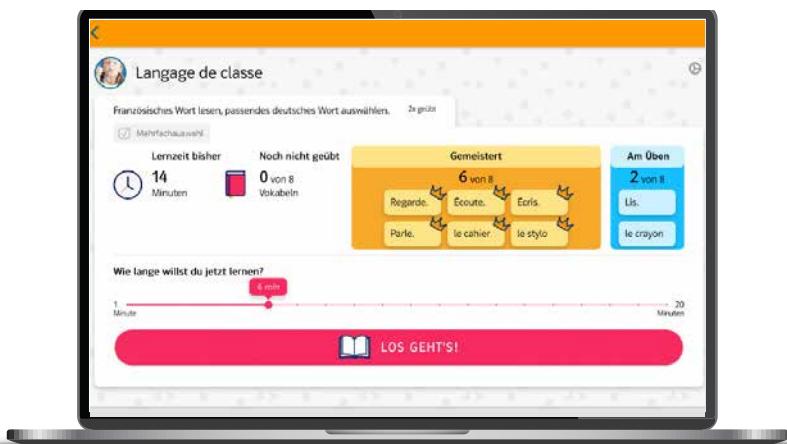 Langage de classe
Französisches Wort lesen, passendes deutsches Wort auswählen.
2x geübt
Mehrfachauswahl
Lernzeit bisher
14
Minuten
Noch nicht geübt
0 von 8
Vokabeln
Gemeistert
6 von 8
Regarde.
Écoute.
Écris.
Parle.
le cahier
le stylo
Am Üben
2 von 8
Lis.
le crayon
Wie lange willst du jetzt lernen?
6 min
1
Minute
20
Minuten
LOS GEHT'S!